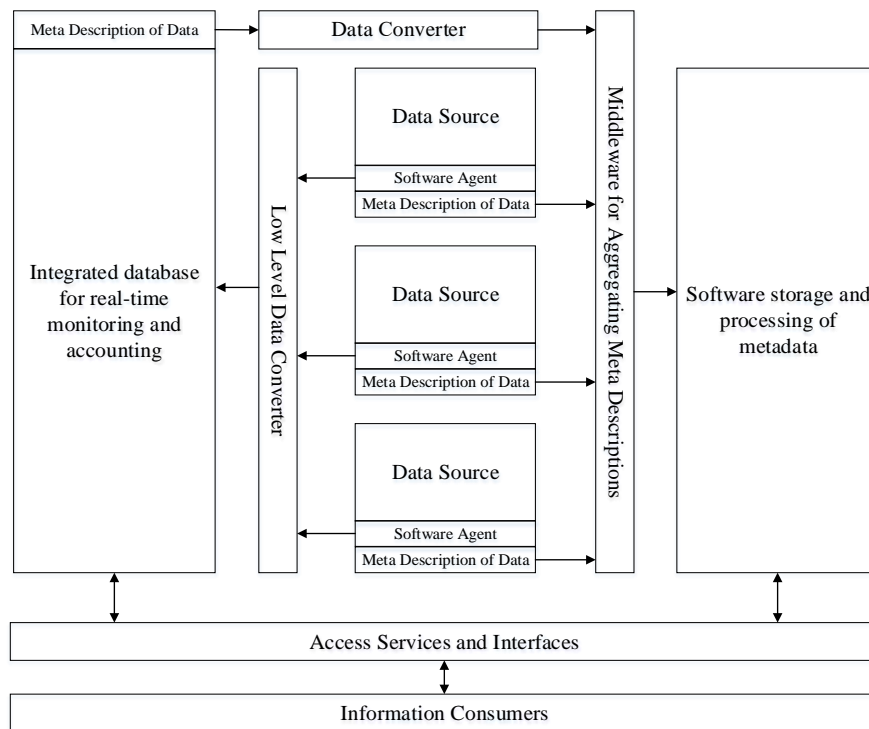 Meta Description of Data
Data Converter
Integrated database
for real-time
monitoring and
accounting
Low Level Data Converter
Data Source
Software Agent
Meta Description of Data
Data Source
Software Agent
Meta Description of Data
Data Source
Software Agent
Meta Description of Data
Middleware for Aggregating Meta Descriptions
Software storage and
processing of
metadata
Access Services and Interfaces
Information Consumers